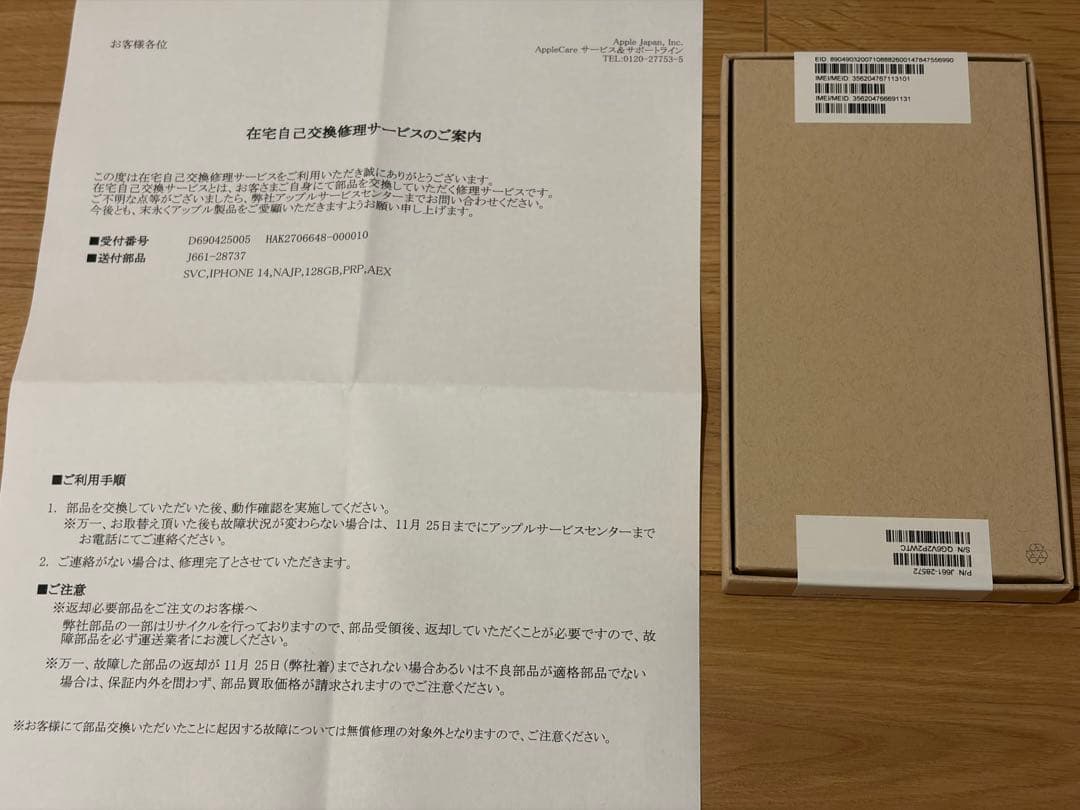 お客様各位
Apple Japan, Inc.
AppleCare サービス&サポートライン
TEL:0120-27753-5
在宅自己交換修理サービスのご案内
この度は在宅自己交換修理サービスをご利用いただき誠にありがとうございます。
在宅自己交換サービスとは、お客さまご自身にて部品を交換していただく修理サービスです。
ご不明な点等がございましたら、弊社アップルサービスセンターまでお問い合わせください。
今後とも、末永くアップル製品をご愛顧いただきますようお願い申し上げます。
■受付番号 D690425005 HAK2706648-000010
■送付部品 J661-28737
SVC,IPHONE 14,NAJP,128GB,PRP,AEX
■ご利用手順
1. 部品を交換していただいた後、動作確認を実施してください。
※万一、お取替え頂いた後も故障状況が変わらない場合は、11月 25日までにアップルサービスセンターまで
お電話にてご連絡ください。
2. ご連絡がない場合は、修理完了とさせていただきます。
■ご注意
※返却必要部品をご注文のお客様へ
弊社部品の一部はリサイクルを行っておりますので、部品受領後、返却していただくことが必要ですので、故
障部品を必ず運送業者にお渡しください。
※万一、故障した部品の返却が 11月 25日(弊社着)までされない場合あるいは不良部品が適格部品でない
場合は、保証内外を問わず、部品買取価格が請求されますのでご注意ください。
※お客様にて部品交換いただいたことに起因する故障については無償修理の対象外となりますので、ご注意ください。
EID: 89049032007108882600147847556990
IMEI/MEID: 356204767113101
IMEI/MEID: 356204766691131
P/N: J661-28572
S/N: QG6VZP2WTC